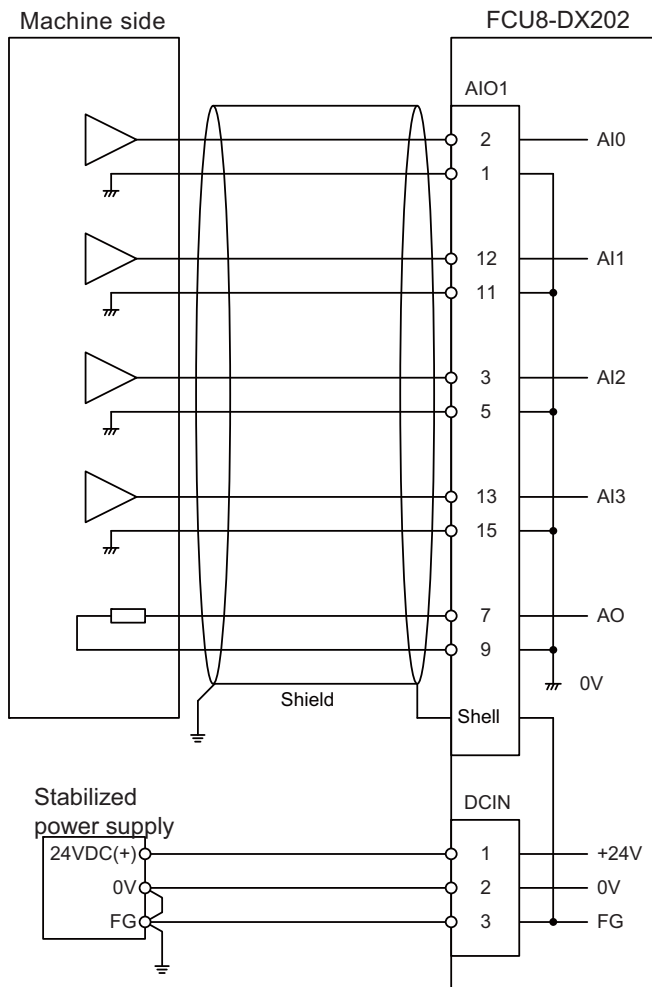 Machine side
FCU8-DX202
AIO1
2 AI0
1
12 AI1
11
3 AI2
5
13 AI3
15
7 AO
9
0V
Shield
Shell
Stabilized
power supply
DCIN
24VDC(+) 1 +24V
0V 2 0V
FG 3 FG